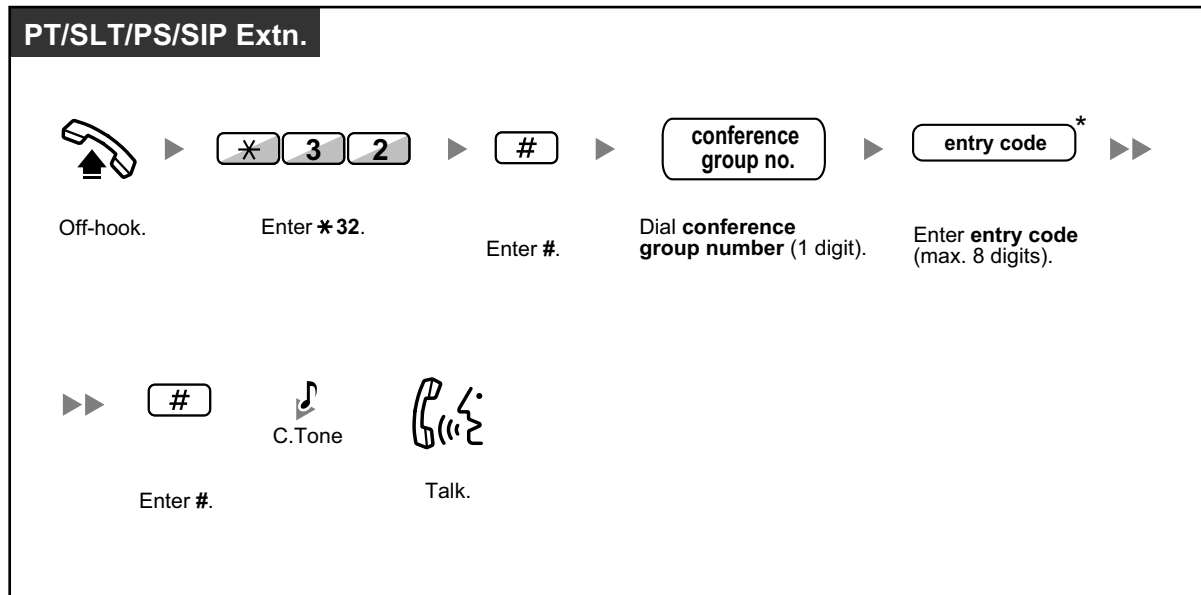 PT/SLT/PS/SIP Extn.
* 3 2
#
conference
group no.
entry code*
Off-hook.
Enter *32.
Enter #.
Dial conference
group number (1 digit).
Enter entry code
(max. 8 digits).
#
C.Tone
Enter #.
Talk.